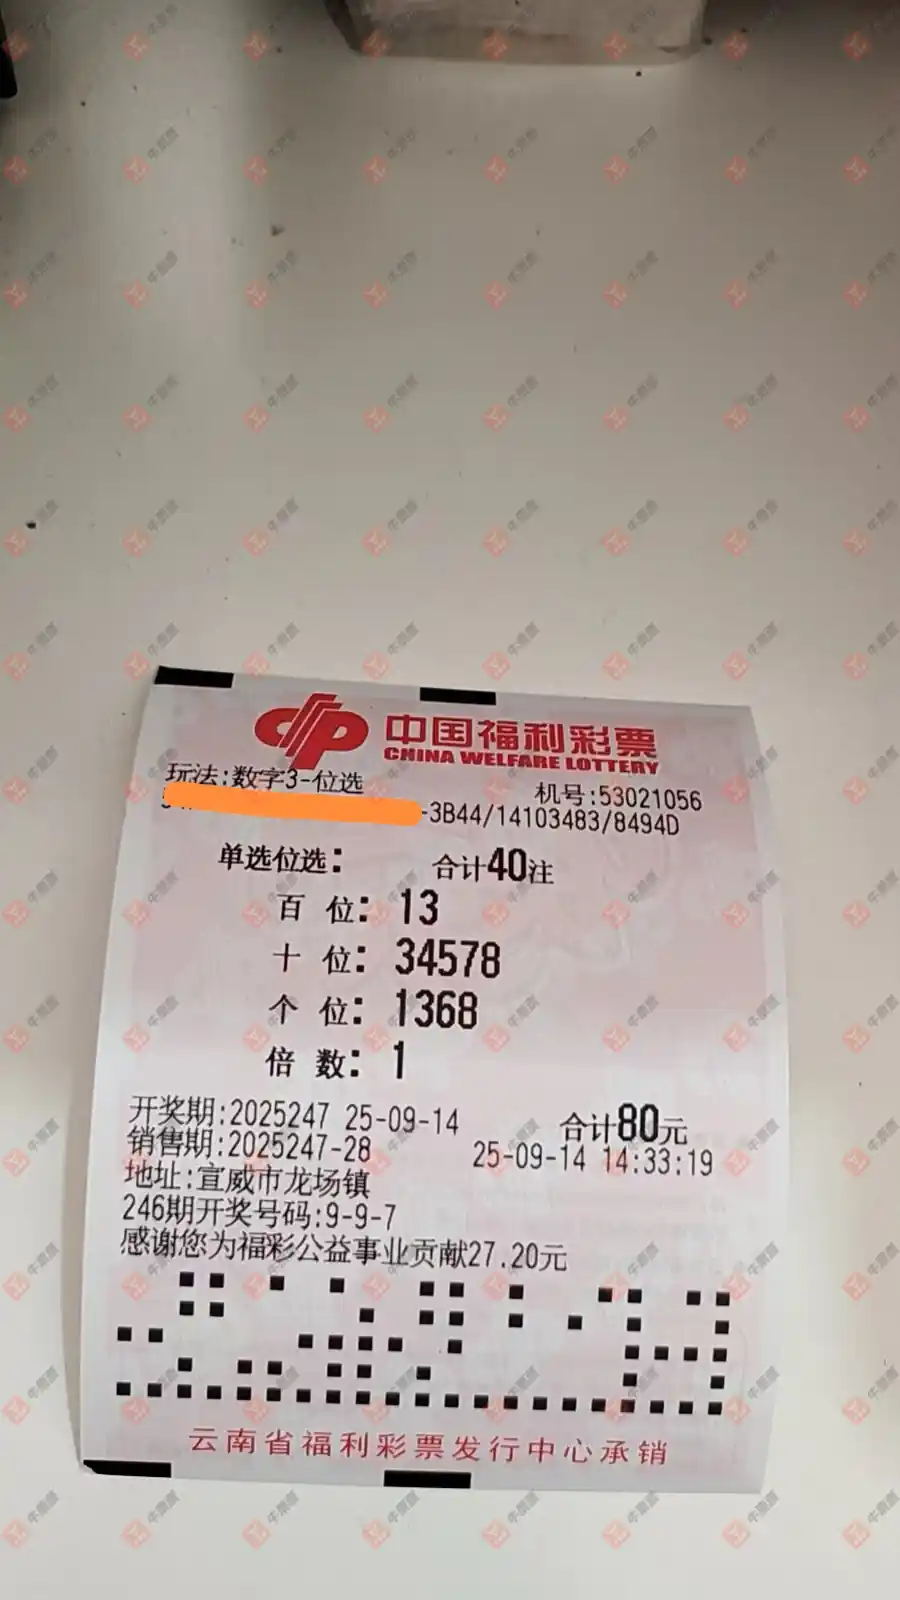 中国福利彩票
CHINA WELFARE LOTTERY
玩法:数字3-位选 机号:53021056
-3B44/14103483/8494D
单选位选: 合计40注
百 位: 13
十 位: 34578
个 位: 1368
倍 数: 1
开奖期:2025247 25-09-14 合计80元
销售期:2025247-28 25-09-14 14:33:19
地址:宣威市龙场镇
246期开奖号码:9-9-7
感谢您为福彩公益事业贡献27.20元
云南省福利彩票发行中心承销